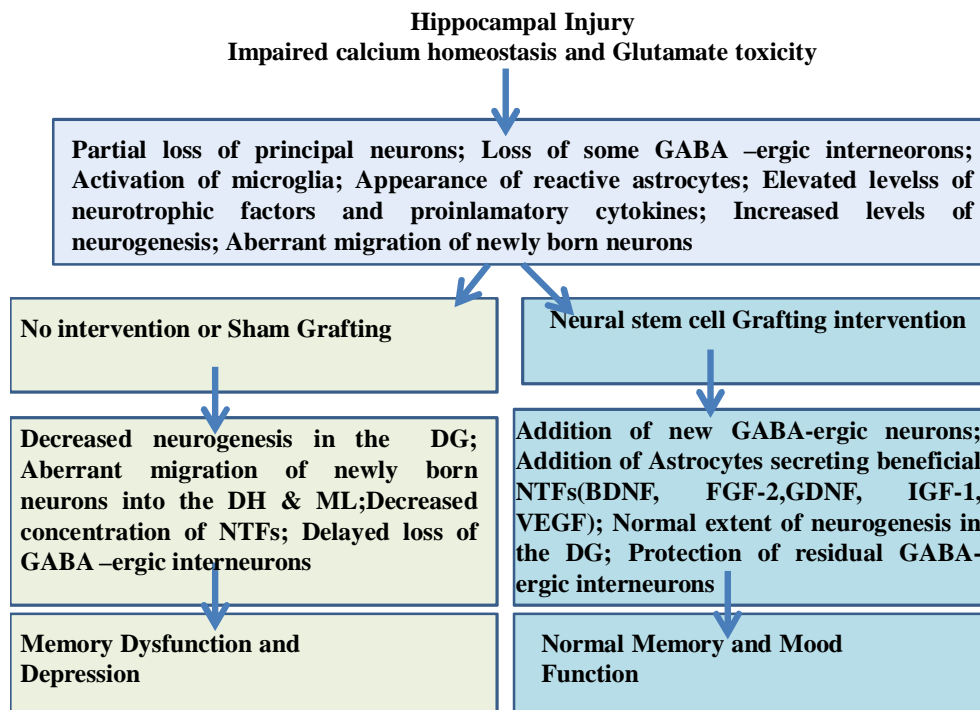 Hippocampal Injury
Impaired calcium homeostasis and Glutamate toxicity
Partial loss of principal neurons; Loss of some GABA –ergic interneorons;
Activation of microglia; Appearance of reactive astrocytes; Elevated levelss of
neurotrophic factors and proinlamatory cytokines; Increased levels of
neurogenesis; Aberrant migration of newly born neurons
No intervention or Sham Grafting
Neural stem cell Grafting intervention
Decreased neurogenesis in the DG;
Aberrant migration of newly born
neurons into the DH & ML;Decreased
concentration of NTFs; Delayed loss of
GABA –ergic interneurons
Addition of new GABA-ergic neurons;
Addition of Astrocytes secreting beneficial
NTFs(BDNF, FGF-2,GDNF, IGF-1,
VEGF); Normal extent of neurogenesis in
the DG; Protection of residual GABA-
ergic interneurons
Memory Dysfunction and
Depression
Normal Memory and Mood
Function